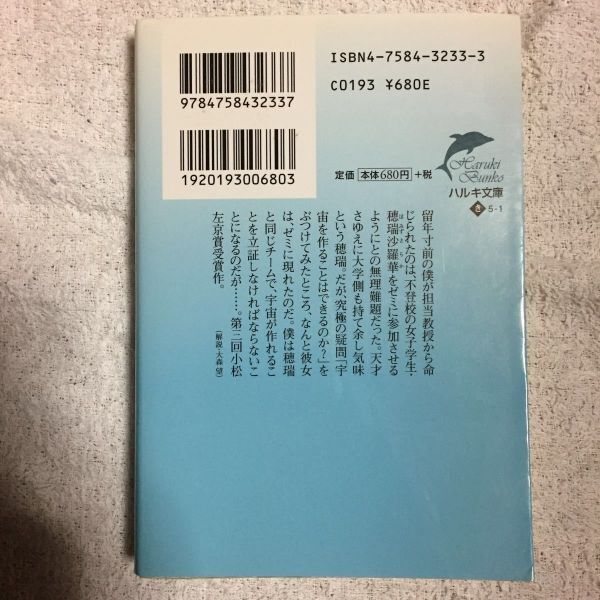 ISBN4-7584-3233-3
C0193 ¥680E
9784758432337
1920193006803
定価 本体680円 +税
Haruki
Bunko
ハルキ文庫
き 5-1
留年寸前の僕が担当教授から命
じられたのは、不登校の女子学生・
穂瑞沙羅華をゼミに参加させる
ほみずさらか
ようにとの無理難題だった。天才
さゆえに大学側も持て余し気味
という穂瑞。だが、究極の疑問「宇
宙を作ることはできるのか?」を
ぶつけてみたところ、なんと彼女
は、ゼミに現れたのだ。僕は穂瑞
と同じチームで、宇宙が作れるこ
とを立証しなければならないこ
とになるのだが……。第三回小松
左京賞受賞作。
(解説・大森 望)